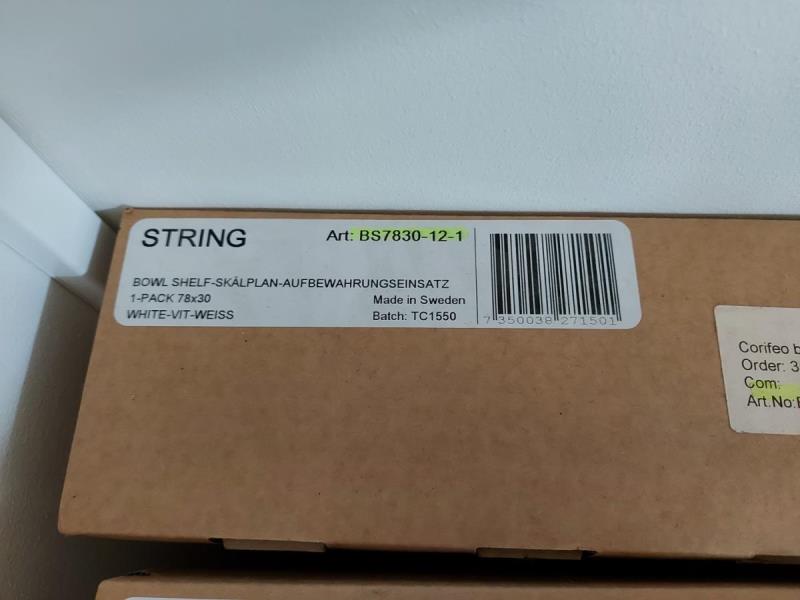 STRING
Art: BS7830-12-1
BOWL SHELF-SKÅLPLAN-AUFBEWAHRUNGSEINSATZ
1-PACK 78x30
Made in Sweden
WHITE-VIT-WEISS
Batch: TC1550
7 350038 271501
Corifeo
Order: 3
Com:
Art.No: